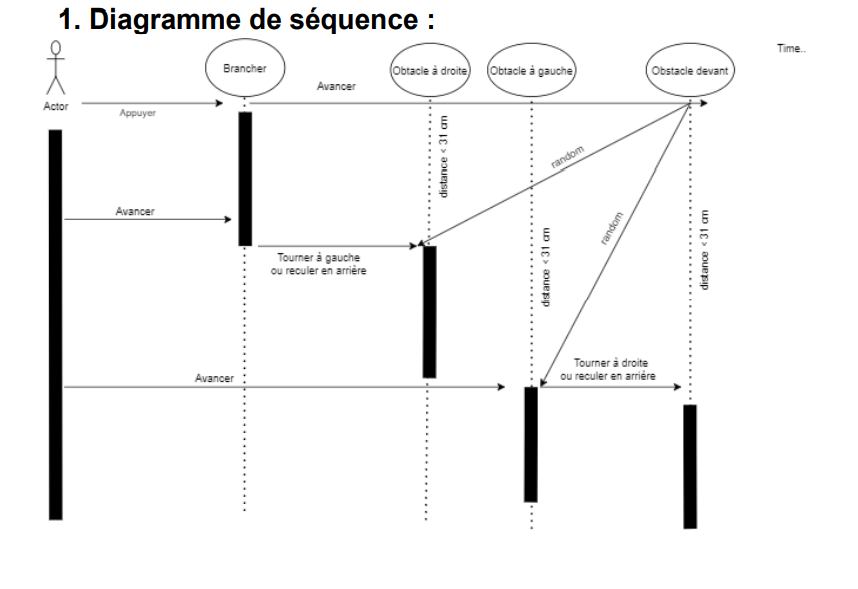 1. Diagramme de séquence :
Time..
Brancher
Obtacle à droite
Obtacle à gauche
Obstacle devant
Avancer
Actor
Appuyer
distance < 31 cm
random
Avancer
random
distance < 31 cm
distance < 31 cm
Tourner à gauche
ou reculer en arrière
Tourner à droite
ou reculer en arrière
Avancer